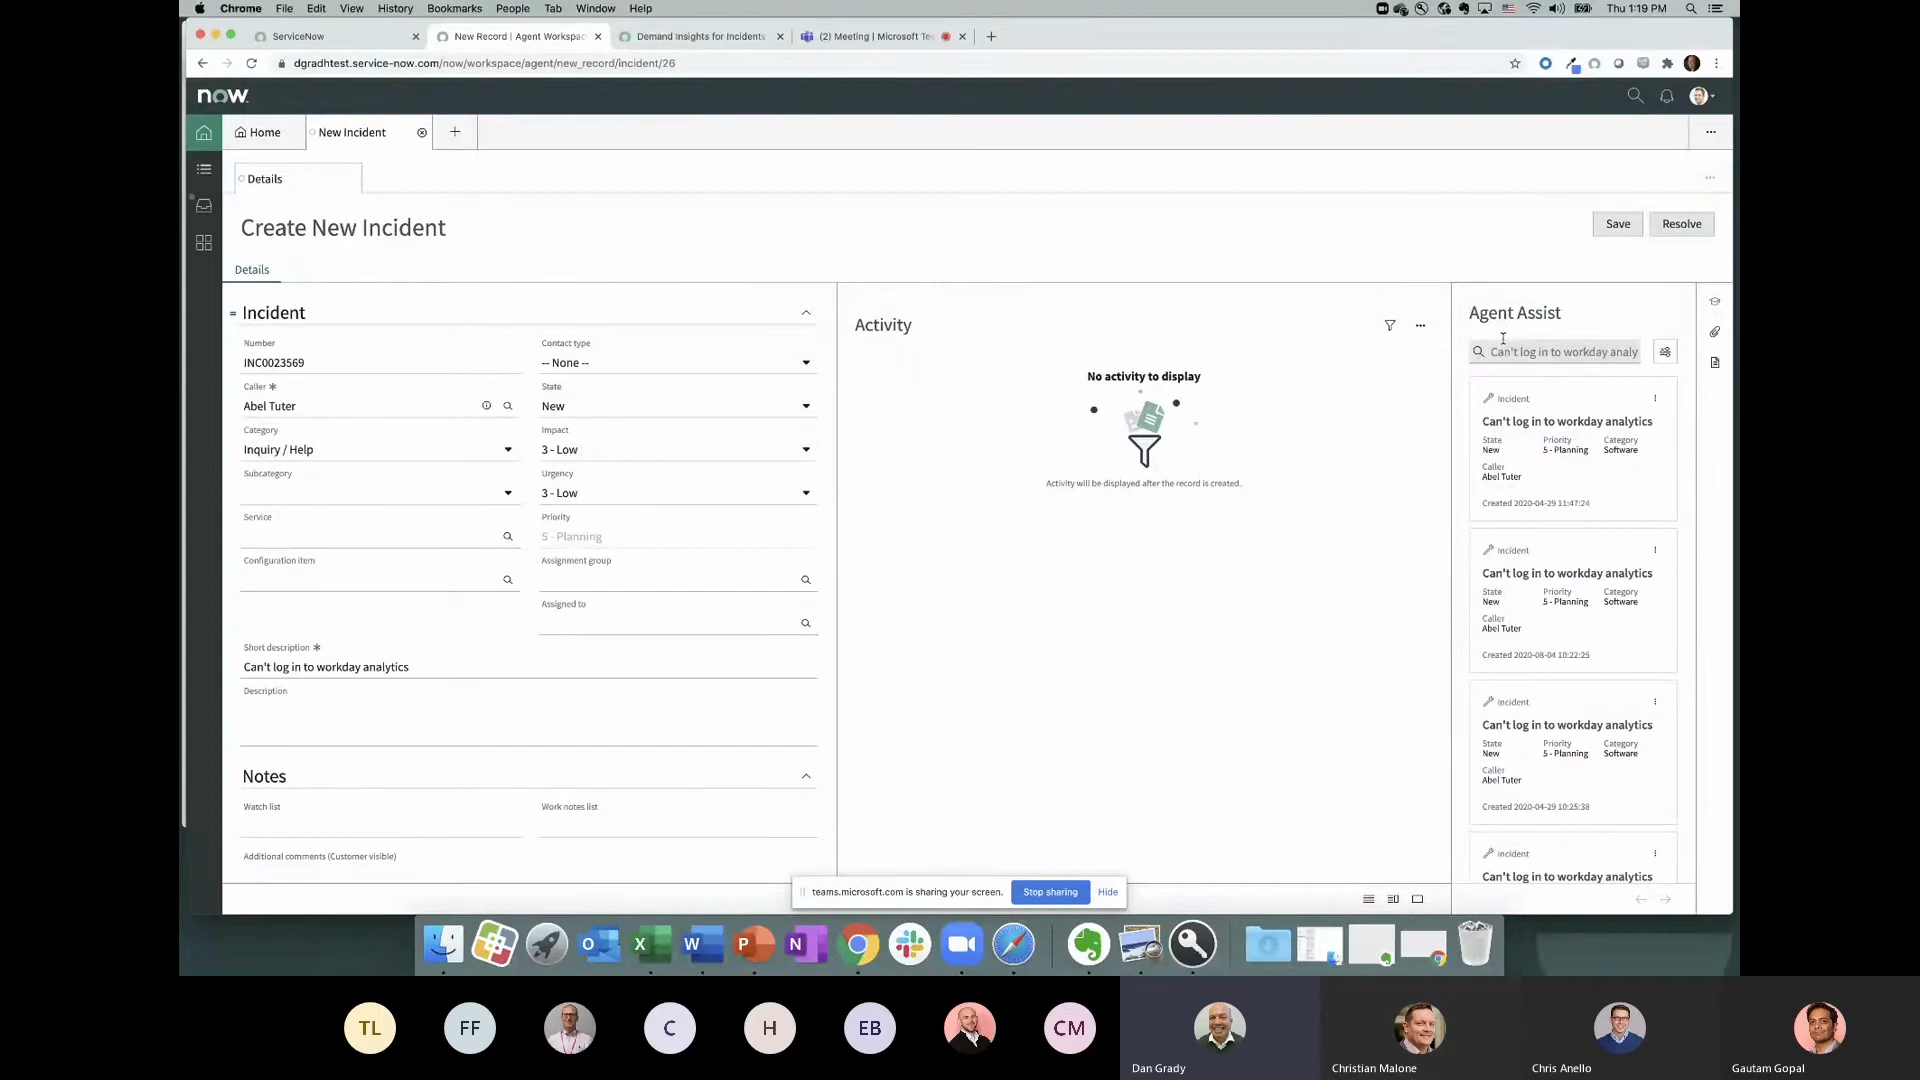 Chrome File Edit View History Bookmarks People Tab Window Help Thu 1:19 PM
ServiceNow New Record | Agent Workspac Demand Insights for Incidents (2) Meeting | Microsoft Te
dgradhtest.service-now.com/now/workspace/agent/new_record/incident/26
now.
Home New Incident
Details
Create New Incident
Save Resolve
Details
Incident
Number
INC0023569
Contact type
-- None --
Caller
Abel Tuter
State
New
Category
Inquiry / Help
Impact
3 - Low
Subcategory
Urgency
3 - Low
Service
Priority
5 - Planning
Configuration item
Assignment group
Assigned to
Short description
Can't log in to workday analytics
Description
Notes
Watch list
Work notes list
Additional comments (Customer visible)
Activity
No activity to display
Activity will be displayed after the record is created.
Agent Assist
Can't log in to workday analy
Incident
Can't log in to workday analytics
State Priority Category
New 5 - Planning Software
Caller
Abel Tuter
Created 2020-04-29 11:47:24
Incident
Can't log in to workday analytics
State Priority Category
New 5 - Planning Software
Caller
Abel Tuter
Created 2020-08-04 10:22:25
Incident
Can't log in to workday analytics
State Priority Category
New 5 - Planning Software
Caller
Abel Tuter
Created 2020-04-29 10:25:38
Incident
Can't log in to workday analytics
teams.microsoft.com is sharing your screen. Stop sharing Hide
TL FF C H EB CM
Dan Grady Christian Malone Chris Anello Gautam Gopal